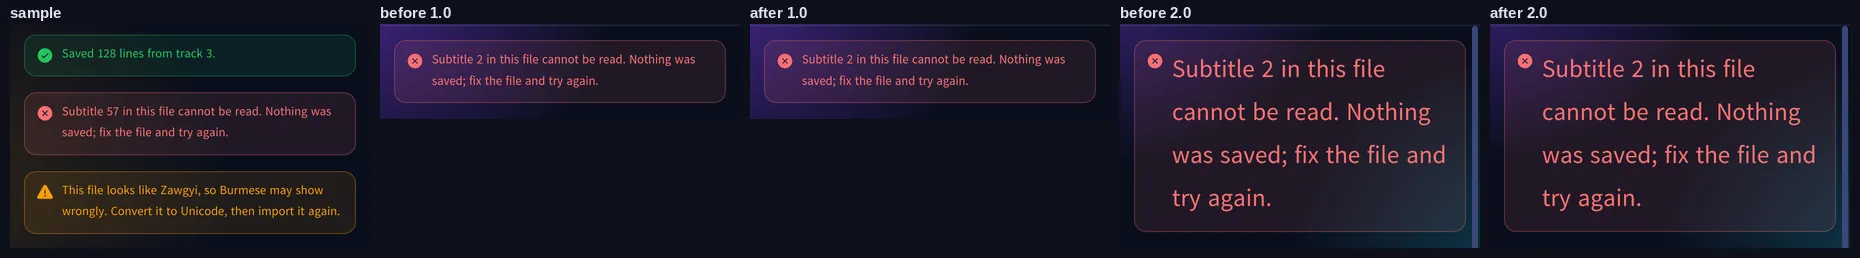 sample
Saved 128 lines from track 3.
Subtitle 57 in this file cannot be read. Nothing was
saved; fix the file and try again.
This file looks like Zawgyi, so Burmese may show
wrongly. Convert it to Unicode, then import it again.
before 1.0
Subtitle 2 in this file cannot be read. Nothing was
saved; fix the file and try again.
after 1.0
Subtitle 2 in this file cannot be read. Nothing was
saved; fix the file and try again.
before 2.0
Subtitle 2 in this file
cannot be read. Nothing
was saved; fix the file and
try again.
after 2.0
Subtitle 2 in this file
cannot be read. Nothing
was saved; fix the file and
try again.